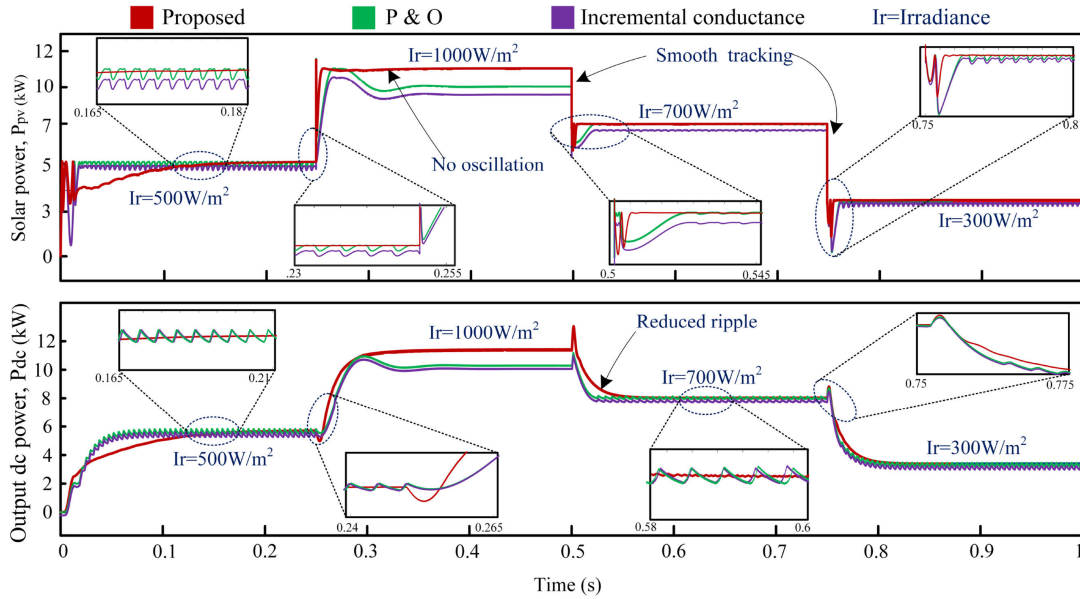 Proposed P & O Incremental conductance Ir=Irradiance
Solar power, Ppv (kW)
12
10
7
5
3
0
0.165 0.18
Ir=500W/m²
Ir=1000W/m²
No oscillation
.23 0.255
Smooth tracking
Ir=700W/m²
0.5 0.545
0.75 0.8
Ir=300W/m²
Output dc power, Pdc (kW)
12
10
8
6
4
2
0
0.165 0.21
Ir=500W/m²
Ir=1000W/m²
0.24 0.265
Reduced ripple
Ir=700W/m²
0.58 0.6
0.75 0.775
Ir=300W/m²
0 0.1 0.2 0.3 0.4 0.5 0.6 0.7 0.8 0.9 1
Time (s)